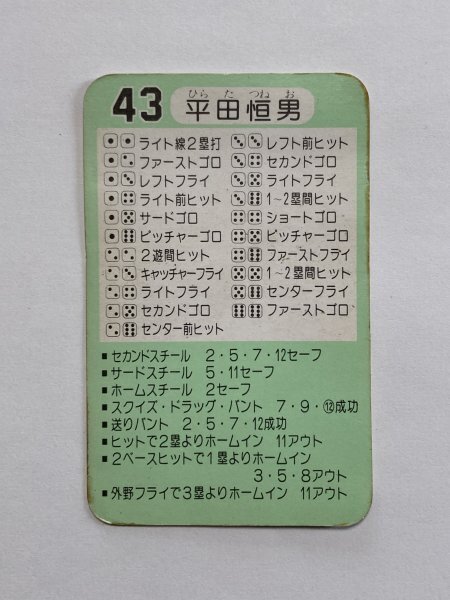 43 平田恒男
ひら た つね お
ライト線2塁打
ファーストゴロ
レフトフライ
ライト前ヒット
サードゴロ
ピッチャーゴロ
2遊間ヒット
キャッチャーフライ
ライトフライ
セカンドゴロ
センター前ヒット
レフト前ヒット
セカンドゴロ
ライトフライ
1~2塁間ヒット
ショートゴロ
ピッチャーゴロ
ファーストフライ
1~2塁間ヒット
センターフライ
ファーストゴロ
■ セカンドスチール 2・5・7・12セーフ
■ サードスチール 5・11セーフ
■ ホームスチール 2セーフ
■ スクイズ・ドラッグ・バント 7・9・⑫成功
■ 送りバント 2・5・7・12成功
■ ヒットで2塁よりホームイン 11アウト
■ 2ベースヒットで1塁よりホームイン
3・5・8アウト
■ 外野フライで3塁よりホームイン 11アウト